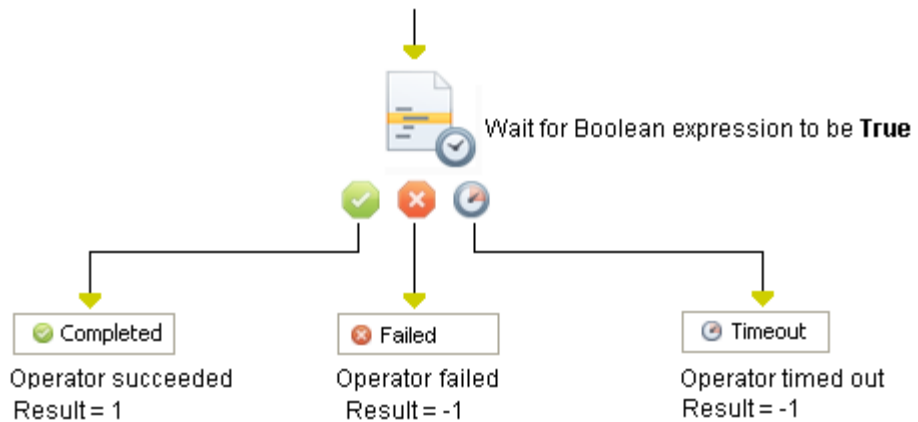 Wait for Boolean expression to be True
Completed
Failed
Timeout
Operator succeeded
Result = 1
Operator failed
Result = -1
Operator timed out
Result = -1